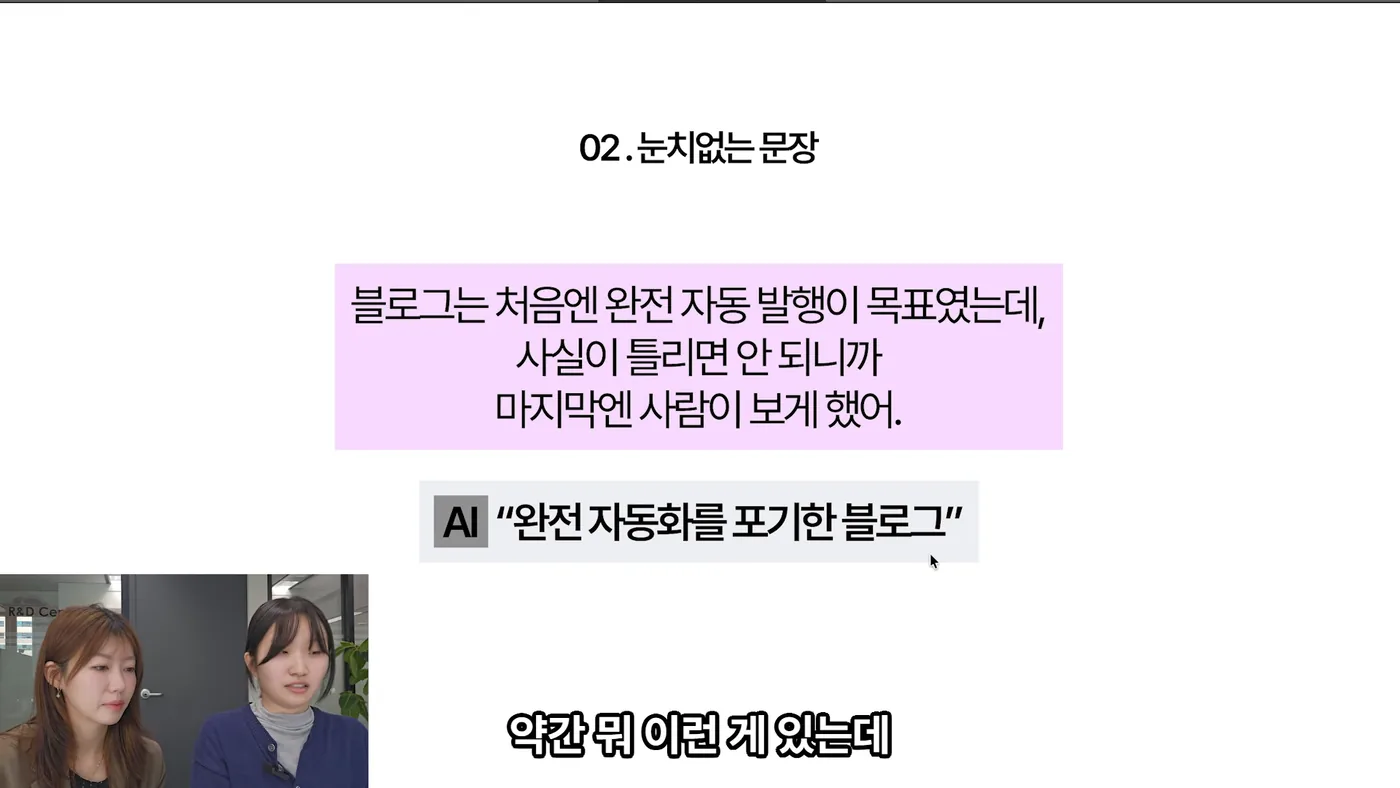 02. 눈치없는 문장
블로그는 처음엔 완전 자동 발행이 목표였는데,
사실이 틀리면 안 되니까
마지막엔 사람이 보게 했어.
AI “완전 자동화를 포기한 블로그”
R&D
약간 뭐 이런 게 있는데